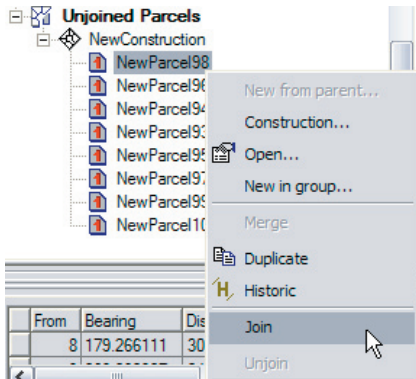 Unjoined Parcels
NewConstruction
NewParcel98
NewParcel96
NewParcel94
NewParcel93
NewParcel95
NewParcel97
NewParcel99
NewParcel10
New from parent...
Construction...
Open...
New in group...
Merge
Duplicate
Historic
Join
Unjoin
From Bearing Dis
8 179.266111 30